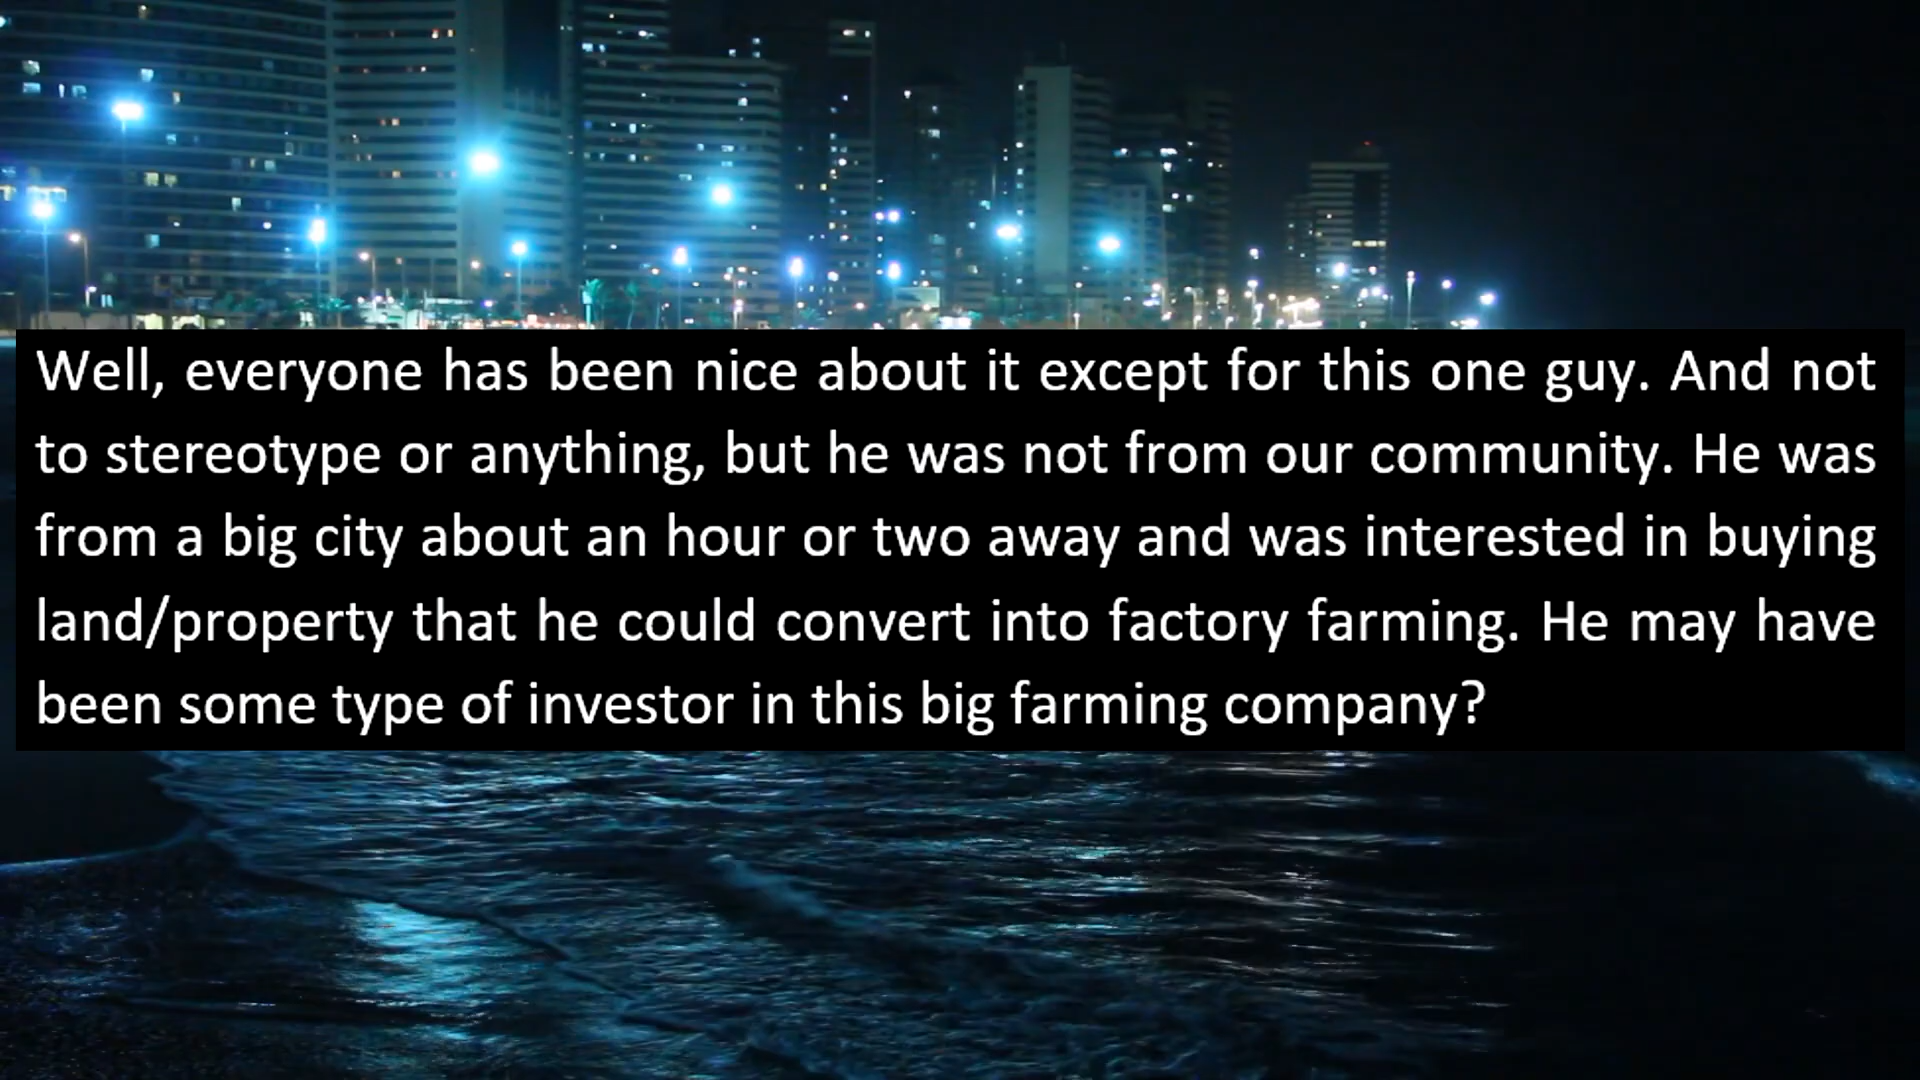 Well, everyone has been nice about it except for this one guy. And not
to stereotype or anything, but he was not from our community. He was
from a big city about an hour or two away and was interested in buying
land/property that he could convert into factory farming. He may have
been some type of investor in this big farming company?